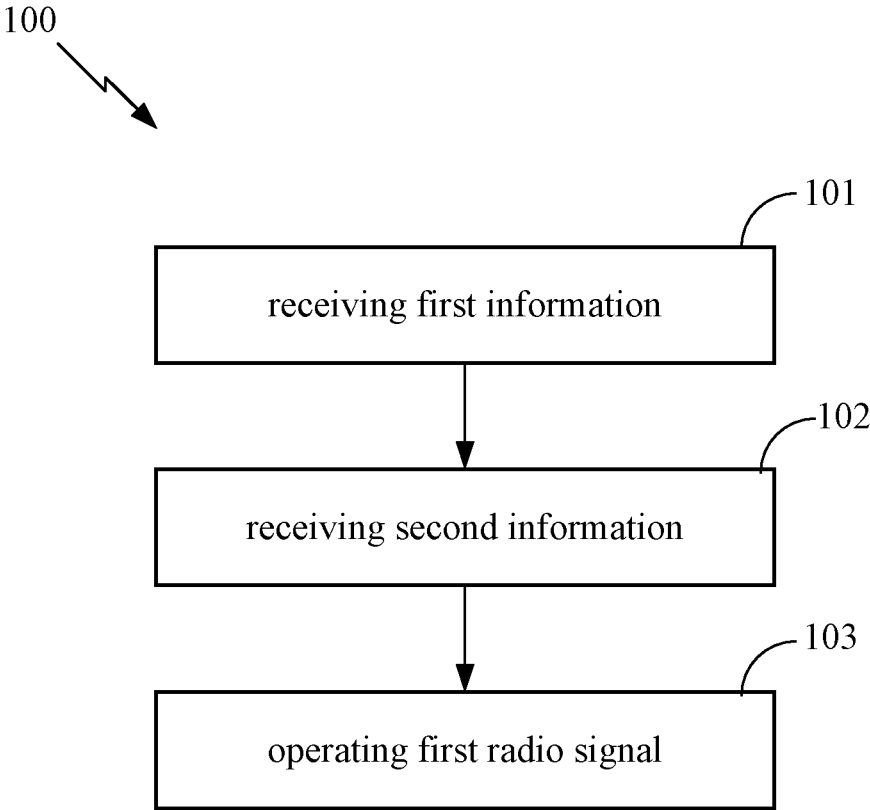 100
101
receiving first information
102
receiving second information
103
operating first radio signal